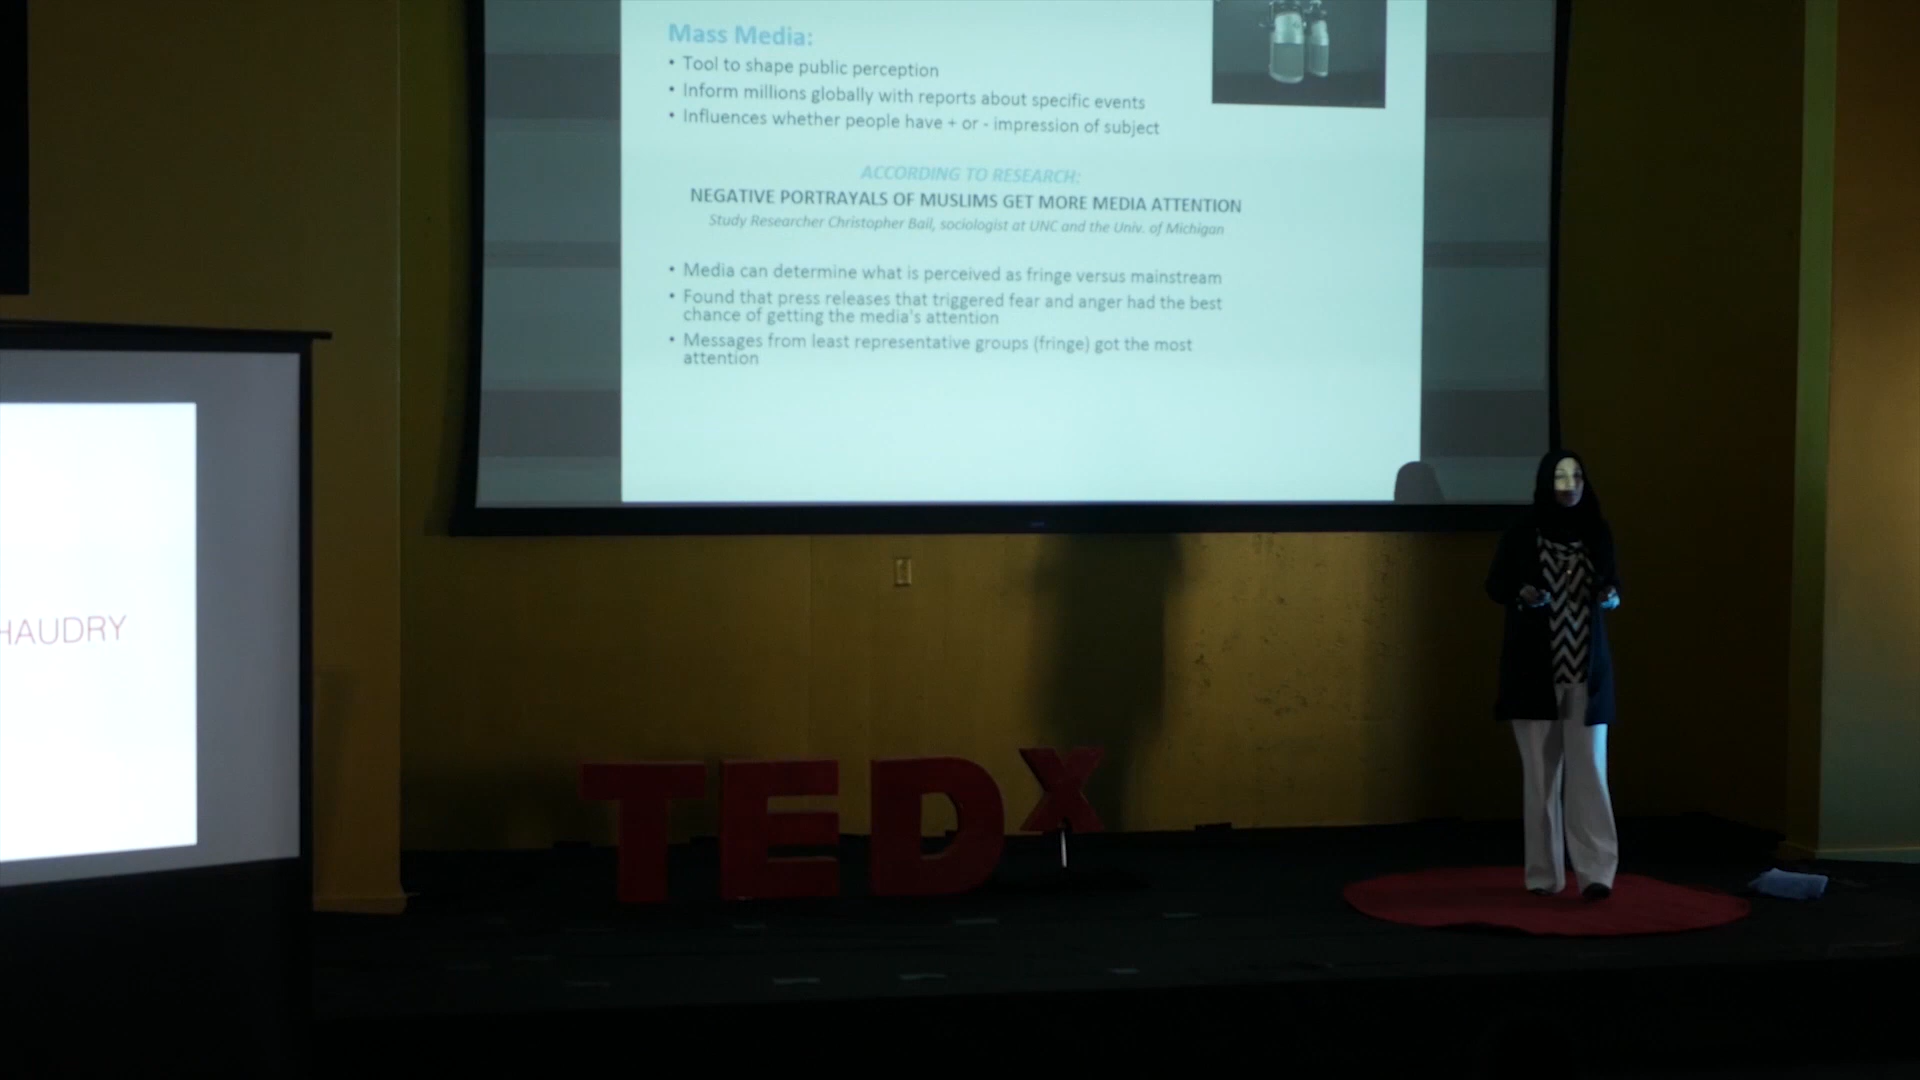 Mass Media:
• Tool to shape public perception
• Inform millions globally with reports about specific events
• Influences whether people have + or - impression of subject
ACCORDING TO RESEARCH:
NEGATIVE PORTRAYALS OF MUSLIMS GET MORE MEDIA ATTENTION
Study Researcher Christopher Bail, sociologist at UNC and the Univ. of Michigan
• Media can determine what is perceived as fringe versus mainstream
• Found that press releases that triggered fear and anger had the best
chance of getting the media's attention
• Messages from least representative groups (fringe) got the most
attention
HAUDRY
TEDx